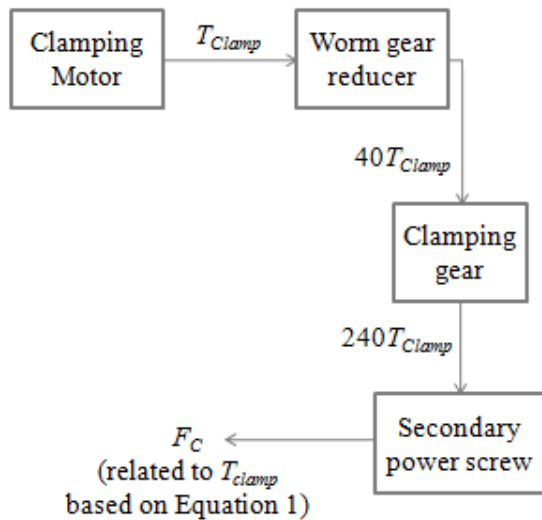 Clamping
Motor
T_Clamp
Worm gear
reducer
40T_Clamp
Clamping
gear
240T_Clamp
Secondary
power screw
F_C
(related to T_clamp
based on Equation 1)